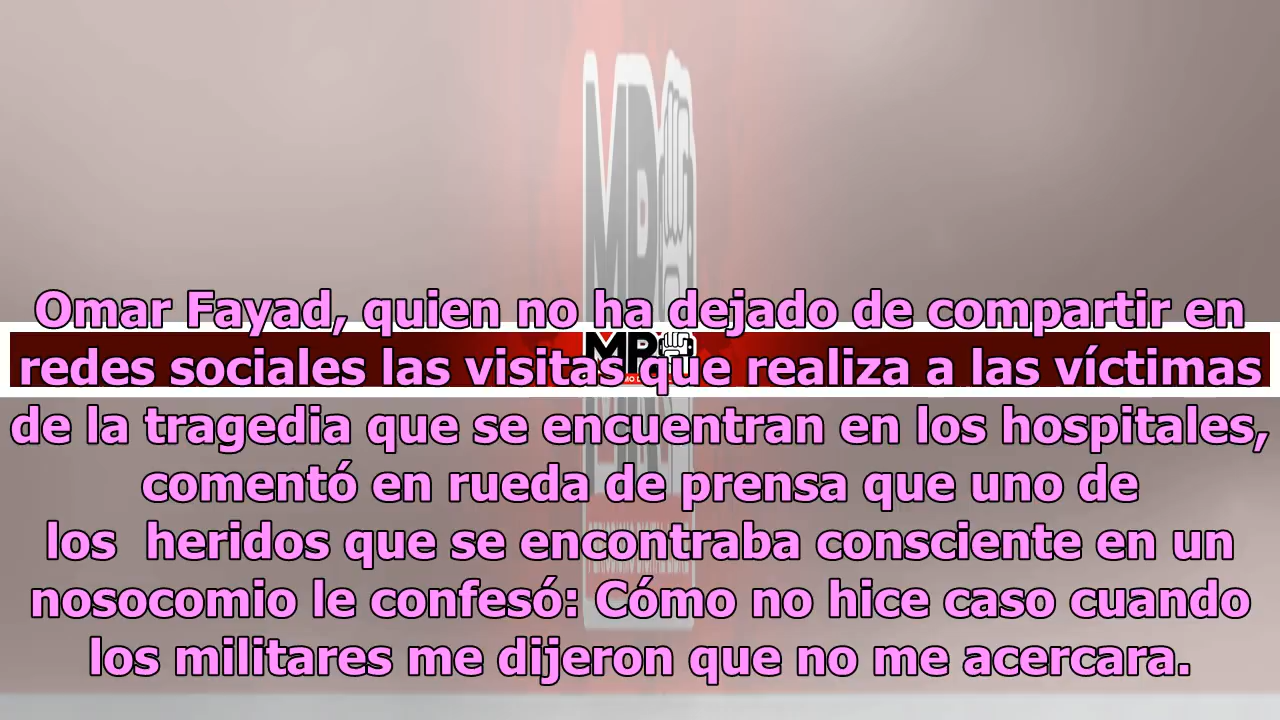 Omar Fayad, quien no ha dejado de compartir en
redes sociales las visitas que realiza a las víctimas
de la tragedia que se encuentran en los hospitales,
comentó en rueda de prensa que uno de
los  heridos que se encontraba consciente en un
nosocomio le confesó: Cómo no hice caso cuando
los militares me dijeron que no me acercara.